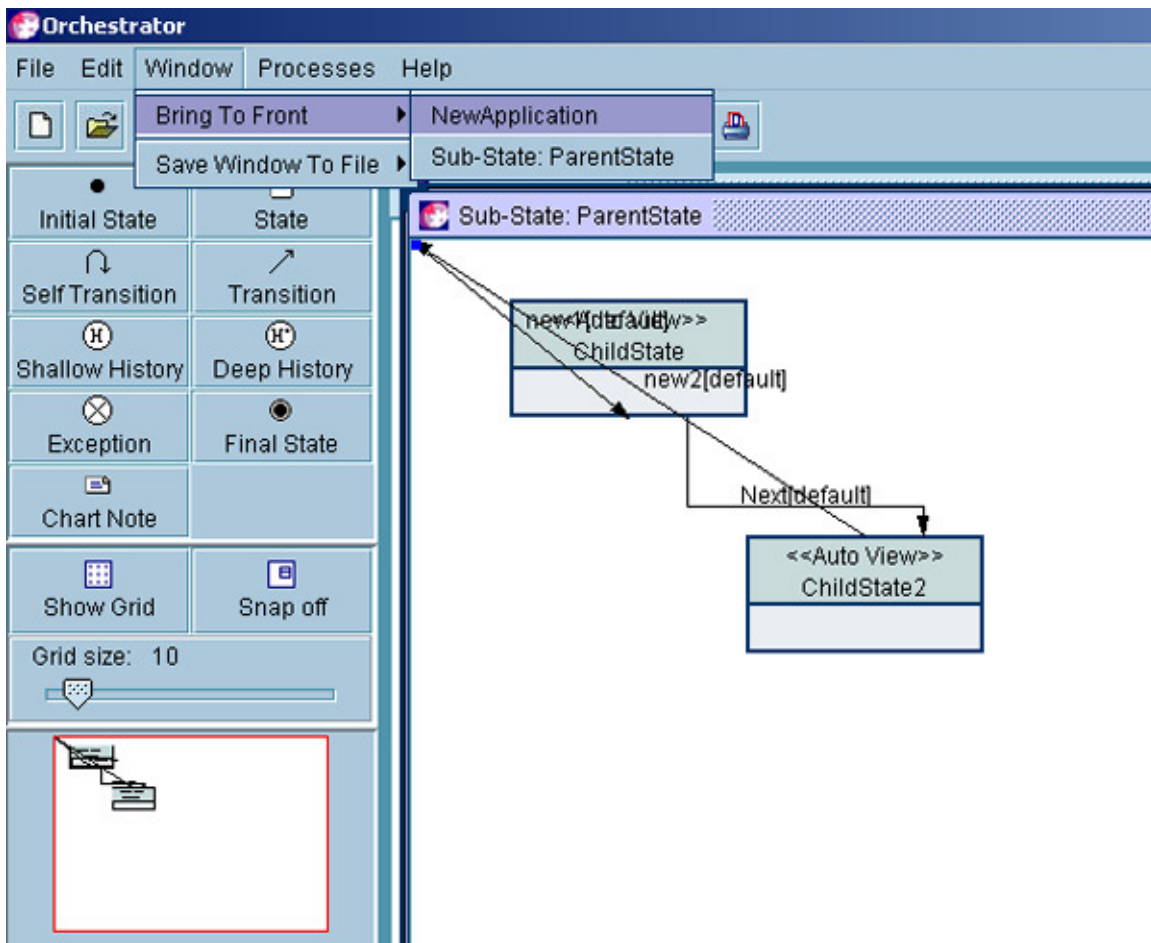 Orchestrator
File Edit Window Processes Help
Bring To Front
NewApplication
Save Window To File
Sub-State: ParentState
Initial State
State
Self Transition
Transition
Shallow History
Deep History
Exception
Final State
Chart Note
Show Grid
Snap off
Grid size: 10
Sub-State: ParentState
ChildState
new2[default]
Next[default]
<<Auto View>>
ChildState2